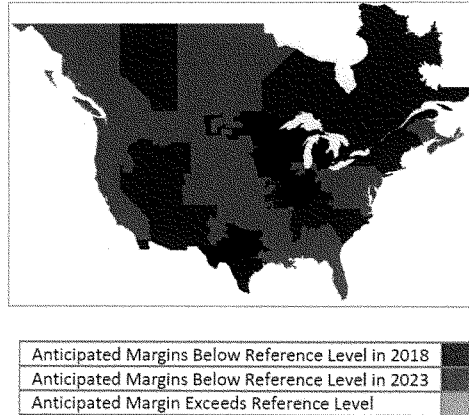 Anticipated Margins Below Reference Level in 2018
Anticipated Margins Below Reference Level in 2023
Anticipated Margin Exceeds Reference Level